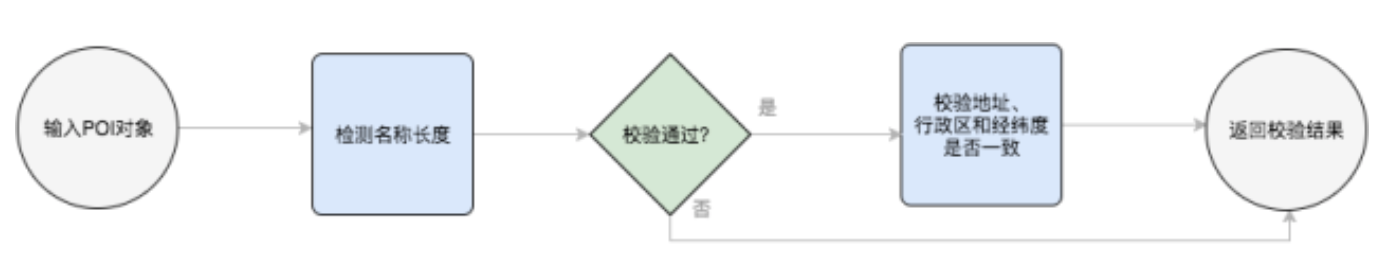 输入POI对象
检测名称长度
校验通过?
是
否
校验地址、
行政区和经纬度
是否一致
返回校验结果